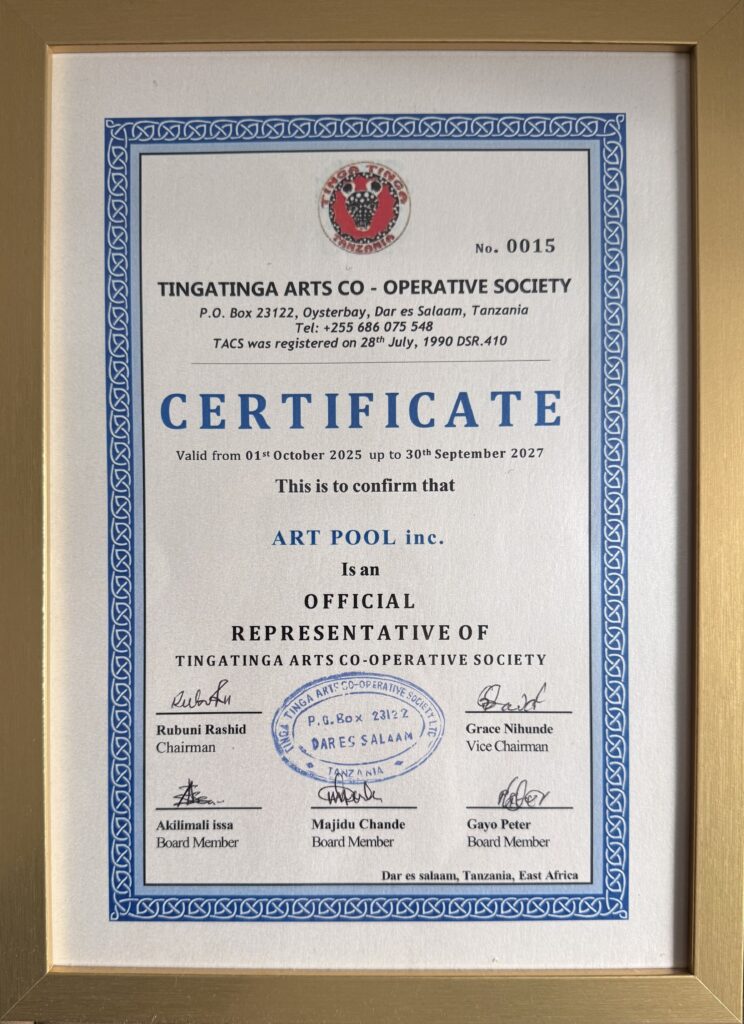 TINGA TINGA
TANZANIA
No. 0015
TINGATINGA ARTS CO - OPERATIVE SOCIETY
P.O. Box 23122, Oysterbay, Dar es Salaam, Tanzania
Tel: +255 686 075 548
TACS was registered on 28th July, 1990 DSR.410
CERTIFICATE
Valid from 01st October 2025 up to 30th September 2027
This is to confirm that
ART POOL inc.
Is an
OFFICIAL
REPRESENTATIVE OF
TINGATINGA ARTS CO-OPERATIVE SOCIETY
TINGA TINGA ARTS CO-OPERATIVE SOCIETY LTD
P.O. Box 23122
DAR ES SALAAM
TANZANIA
Rubuni Rashid
Chairman
Grace Nihunde
Vice Chairman
Akilimali issa
Board Member
Majidu Chande
Board Member
Gayo Peter
Board Member
Dar es salaam, Tanzania, East Africa